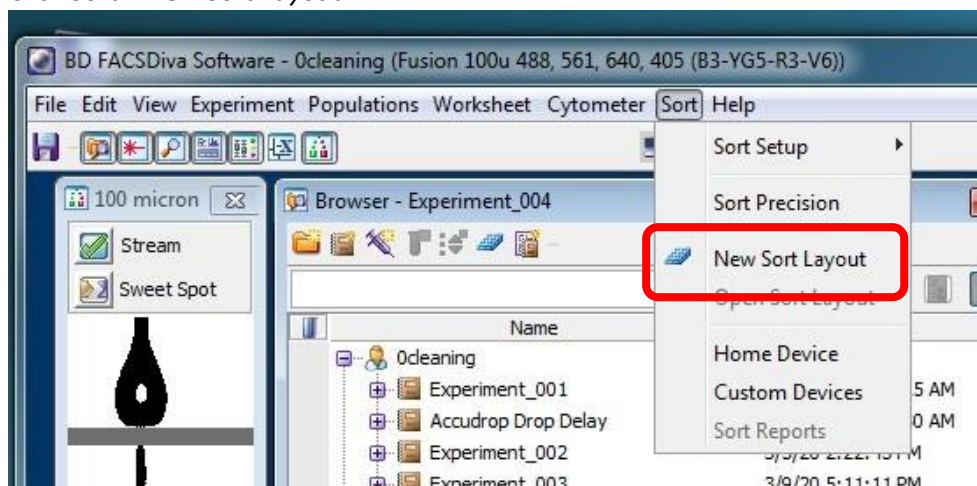 BD FACSDiva Software - 0cleaning (Fusion 100u 488, 561, 640, 405 (B3-YG5-R3-V6))
File Edit View Experiment Populations Worksheet Cytometer Sort Help
Sort Setup
100 micron
Browser - Experiment_004
Sort Precision
Stream
New Sort Layout
Sweet Spot
Open Sort Layout
Name
Home Device
0cleaning
Experiment_001
5 AM
Custom Devices
Accudrop Drop Delay
0 AM
Sort Reports
Experiment_002
Experiment_003
3/9/20 5:11:11 PM